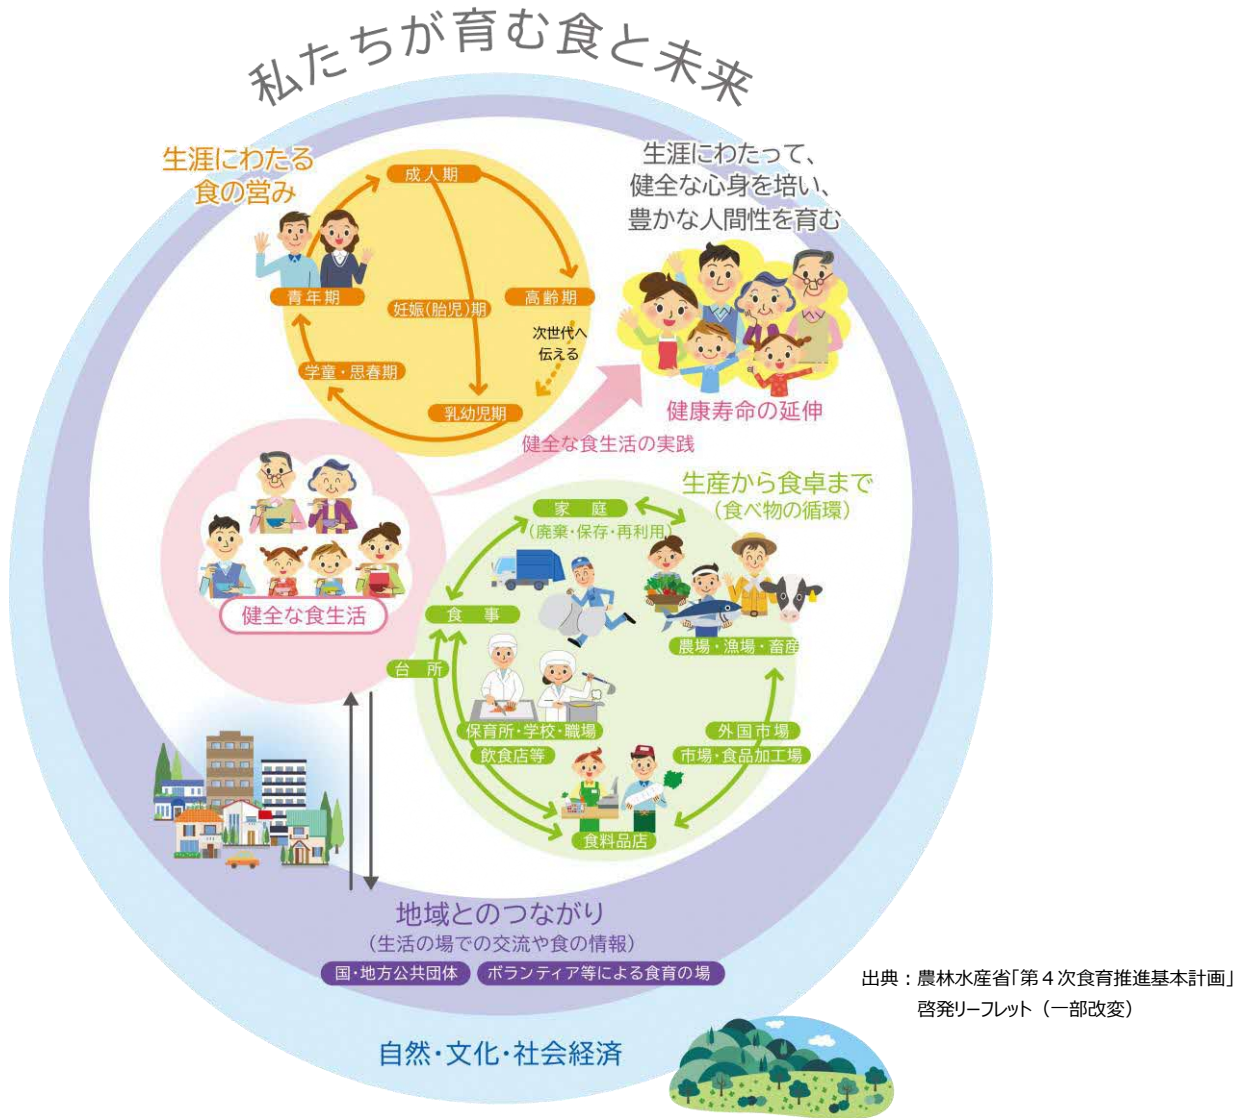 私たちが育む食と未来
生涯にわたる
食の営み
成人期
青年期
妊娠(胎児)期
高齢期
次世代へ
伝える
学童・思春期
乳幼児期
生涯にわたって、
健全な心身を培い、
豊かな人間性を育む
健康寿命の延伸
健全な食生活の実践
健全な食生活
生産から食卓まで
(食べ物の循環)
家庭
(廃棄・保存・再利用)
食事
農場・漁場・畜産
台所
保育所・学校・職場
飲食店等
外国市場
市場・食品加工場
食料品店
地域とのつながり
(生活の場での交流や食の情報)
国・地方公共団体
ボランティア等による食育の場
出典：農林水産省「第４次食育推進基本計画」
啓発リーフレット（一部改変）
自然・文化・社会経済